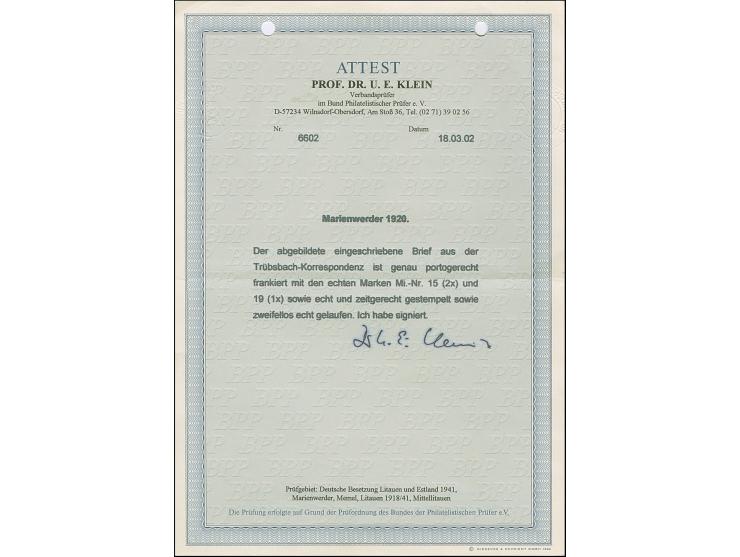 ATTEST
PROF. DR. U. E. KLEIN
Verbandsprüfer
im Bund Philatelistischer Prüfer e. V.
D-57234 Wilnsdorf-Obersdorf, Am Stoß 36, Tel. (02 71) 39 02 56
Nr. 6602 Datum 18.03.02
Marienwerder 1920.
Der abgebildete eingeschriebene Brief aus der
Trübsbach-Korrespondenz ist genau portogerecht
frankiert mit den echten Marken Mi.-Nr. 15 (2x) und
19 (1x) sowie echt und zeitgerecht gestempelt sowie
zweifellos echt gelaufen. Ich habe signiert.
Prüfgebiet: Deutsche Besetzung Litauen und Estland 1941,
Marienwerder, Memel, Litauen 1918/41, Mittellitauen
Die Prüfung erfolgte auf Grund der Prüfordnung des Bundes der Philatelistischen Prüfer e.V.